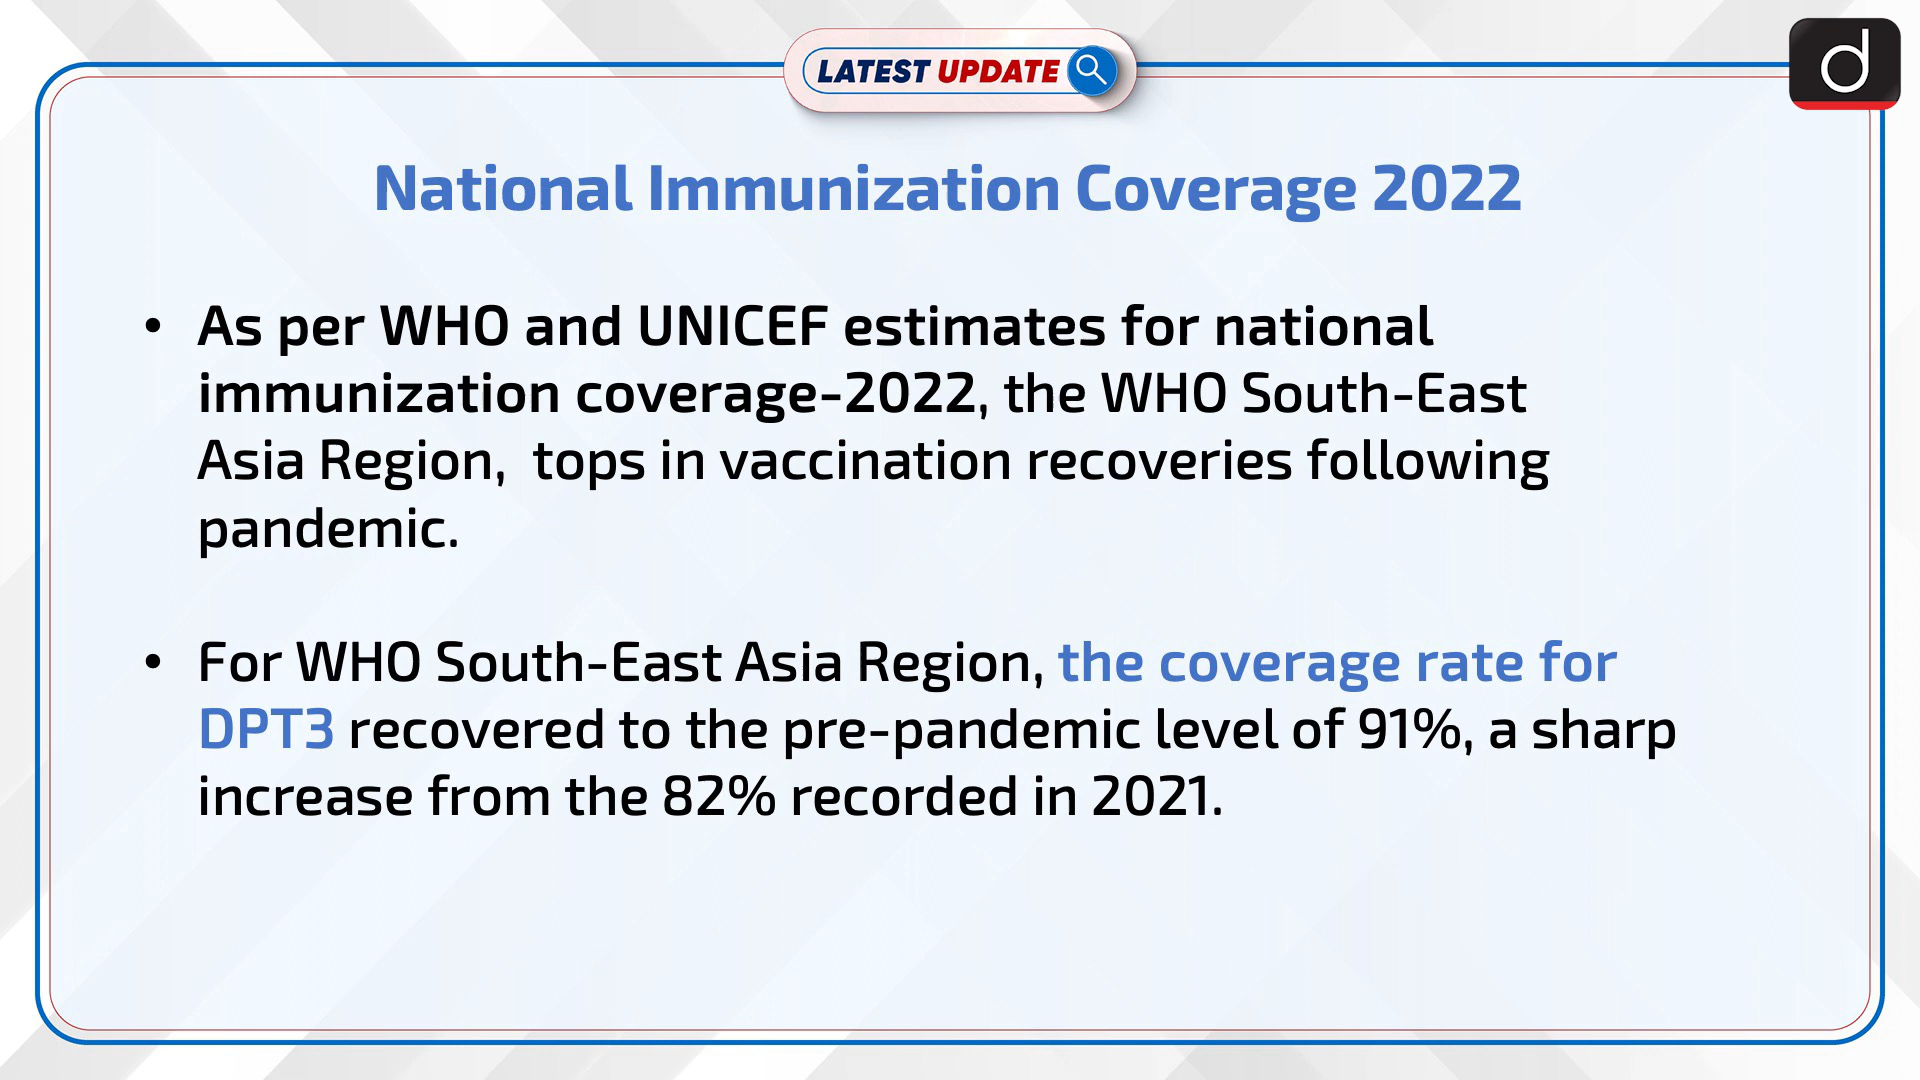 LATEST UPDATE
d
National Immunization Coverage 2022
• As per WHO and UNICEF estimates for national
immunization coverage-2022, the WHO South-East
Asia Region,  tops in vaccination recoveries following
pandemic.
• For WHO South-East Asia Region, the coverage rate for
DPT3 recovered to the pre-pandemic level of 91%, a sharp
increase from the 82% recorded in 2021.